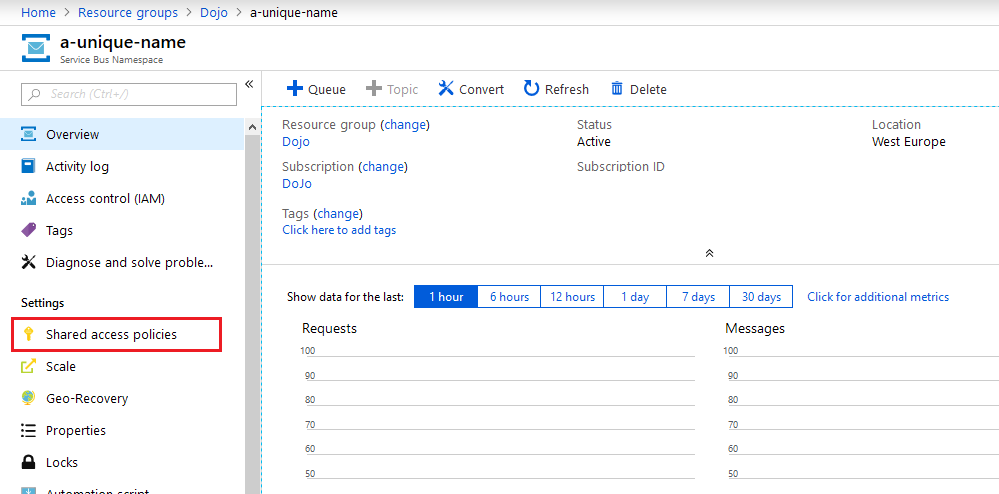 Home > Resource groups > Dojo > a-unique-name
a-unique-name
Service Bus Namespace
Search (Ctrl+/)
Overview
Activity log
Access control (IAM)
Tags
Diagnose and solve proble...
Settings
Shared access policies
Scale
Geo-Recovery
Properties
Locks
Automation script
Queue Topic Convert Refresh Delete
Resource group (change)
Dojo
Status
Active
Location
West Europe
Subscription (change)
DoJo
Subscription ID
Tags (change)
Click here to add tags
Show data for the last: 1 hour 6 hours 12 hours 1 day 7 days 30 days Click for additional metrics
Requests
100
90
80
70
60
50
Messages
100
90
80
70
60
50